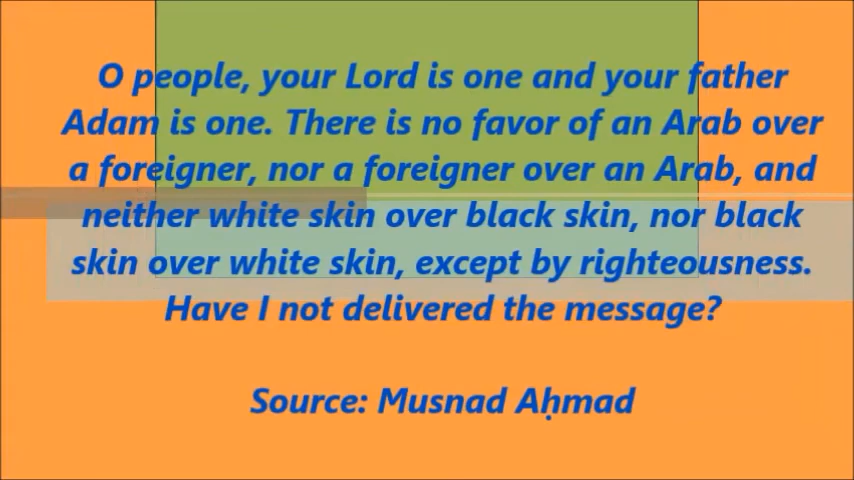 O people, your Lord is one and your father
Adam is one. There is no favor of an Arab over
a foreigner, nor a foreigner over an Arab, and
neither white skin over black skin, nor black
skin over white skin, except by righteousness.
Have I not delivered the message?
Source: Musnad Aḥmad